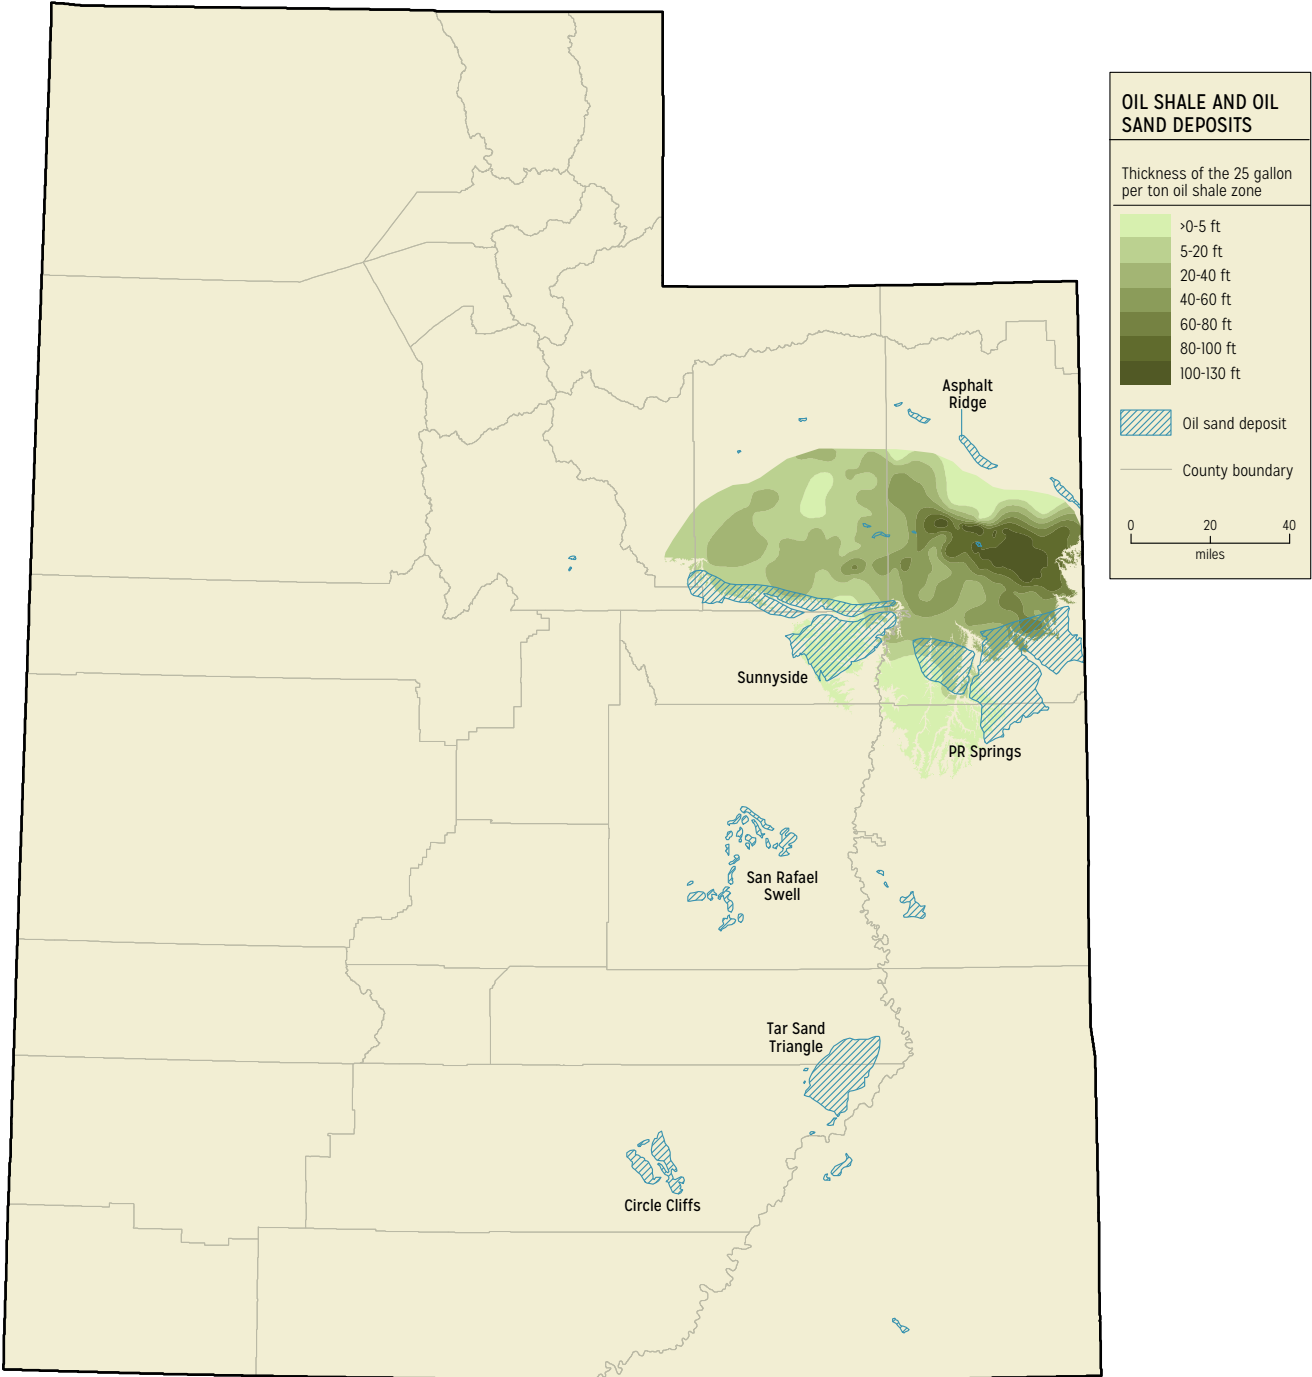 OIL SHALE AND OIL
SAND DEPOSITS
Thickness of the 25 gallon
per ton oil shale zone
>0-5 ft
5-20 ft
20-40 ft
40-60 ft
60-80 ft
80-100 ft
100-130 ft
Oil sand deposit
County boundary
0 20 40
miles
Asphalt
Ridge
Sunnyside
PR Springs
San Rafael
Swell
Tar Sand
Triangle
Circle Cliffs